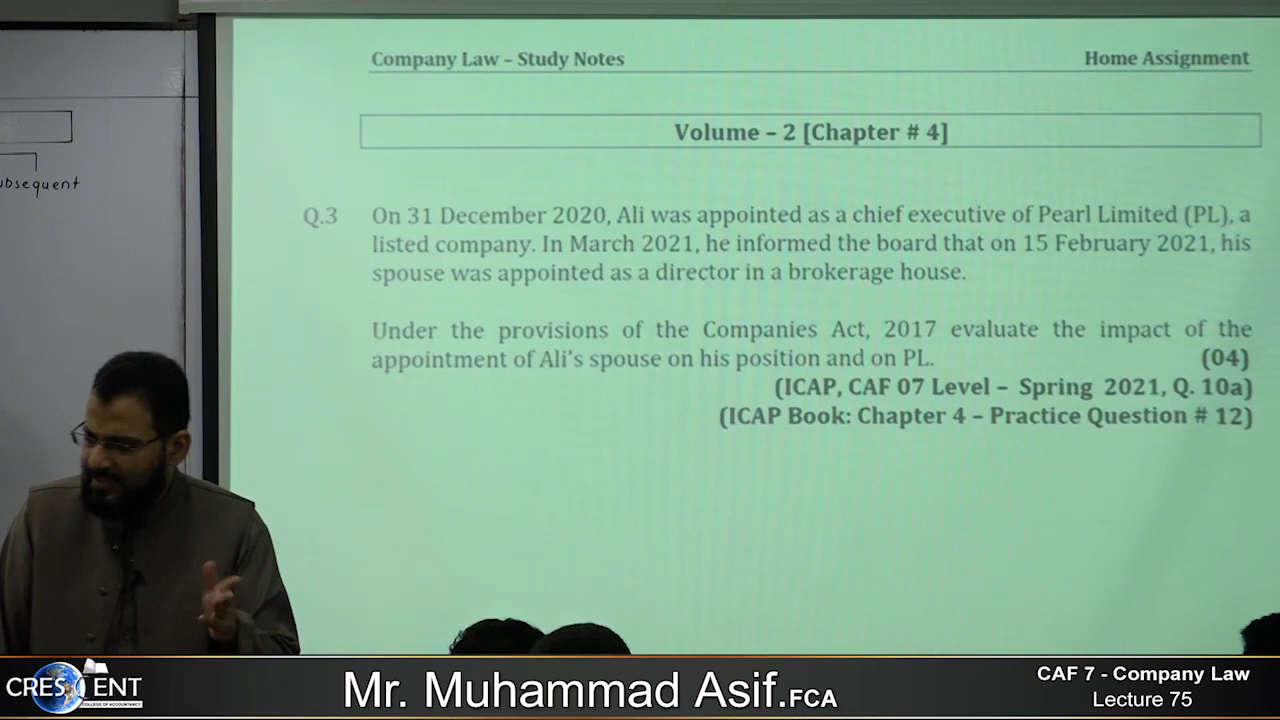 Company Law – Study Notes Home Assignment
Volume – 2 [Chapter # 4]
ubsequent
Q.3 On 31 December 2020, Ali was appointed as a chief executive of Pearl Limited (PL), a
listed company. In March 2021, he informed the board that on 15 February 2021, his
spouse was appointed as a director in a brokerage house.
Under the provisions of the Companies Act, 2017 evaluate the impact of the
appointment of Ali's spouse on his position and on PL. (04)
(ICAP, CAF 07 Level – Spring 2021, Q. 10a)
(ICAP Book: Chapter 4 – Practice Question # 12)
CRESCENT
COLLEGE OF ACCOUNTANCY
Mr. Muhammad Asif.FCA
CAF 7 - Company Law
Lecture 75